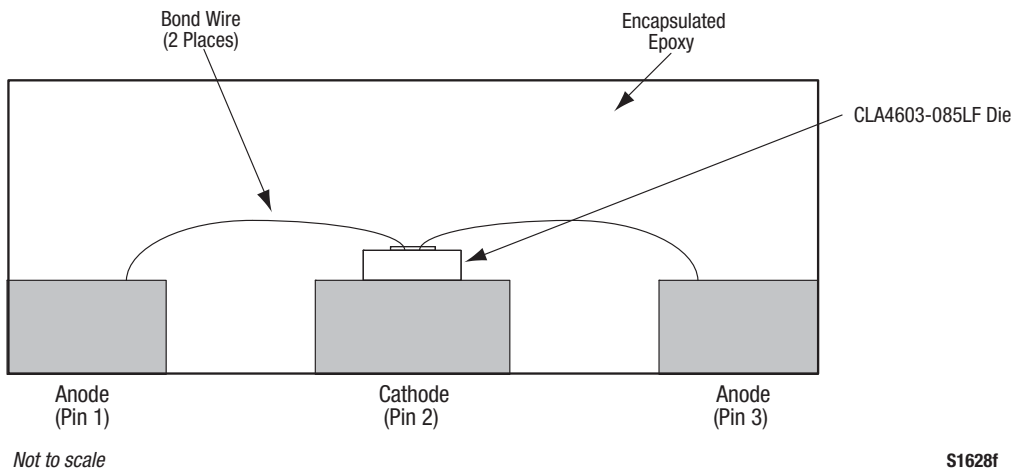 Bond Wire
(2 Places)
Encapsulated
Epoxy
CLA4603-085LF Die
Anode
(Pin 1)
Cathode
(Pin 2)
Anode
(Pin 3)
Not to scale
S1628f